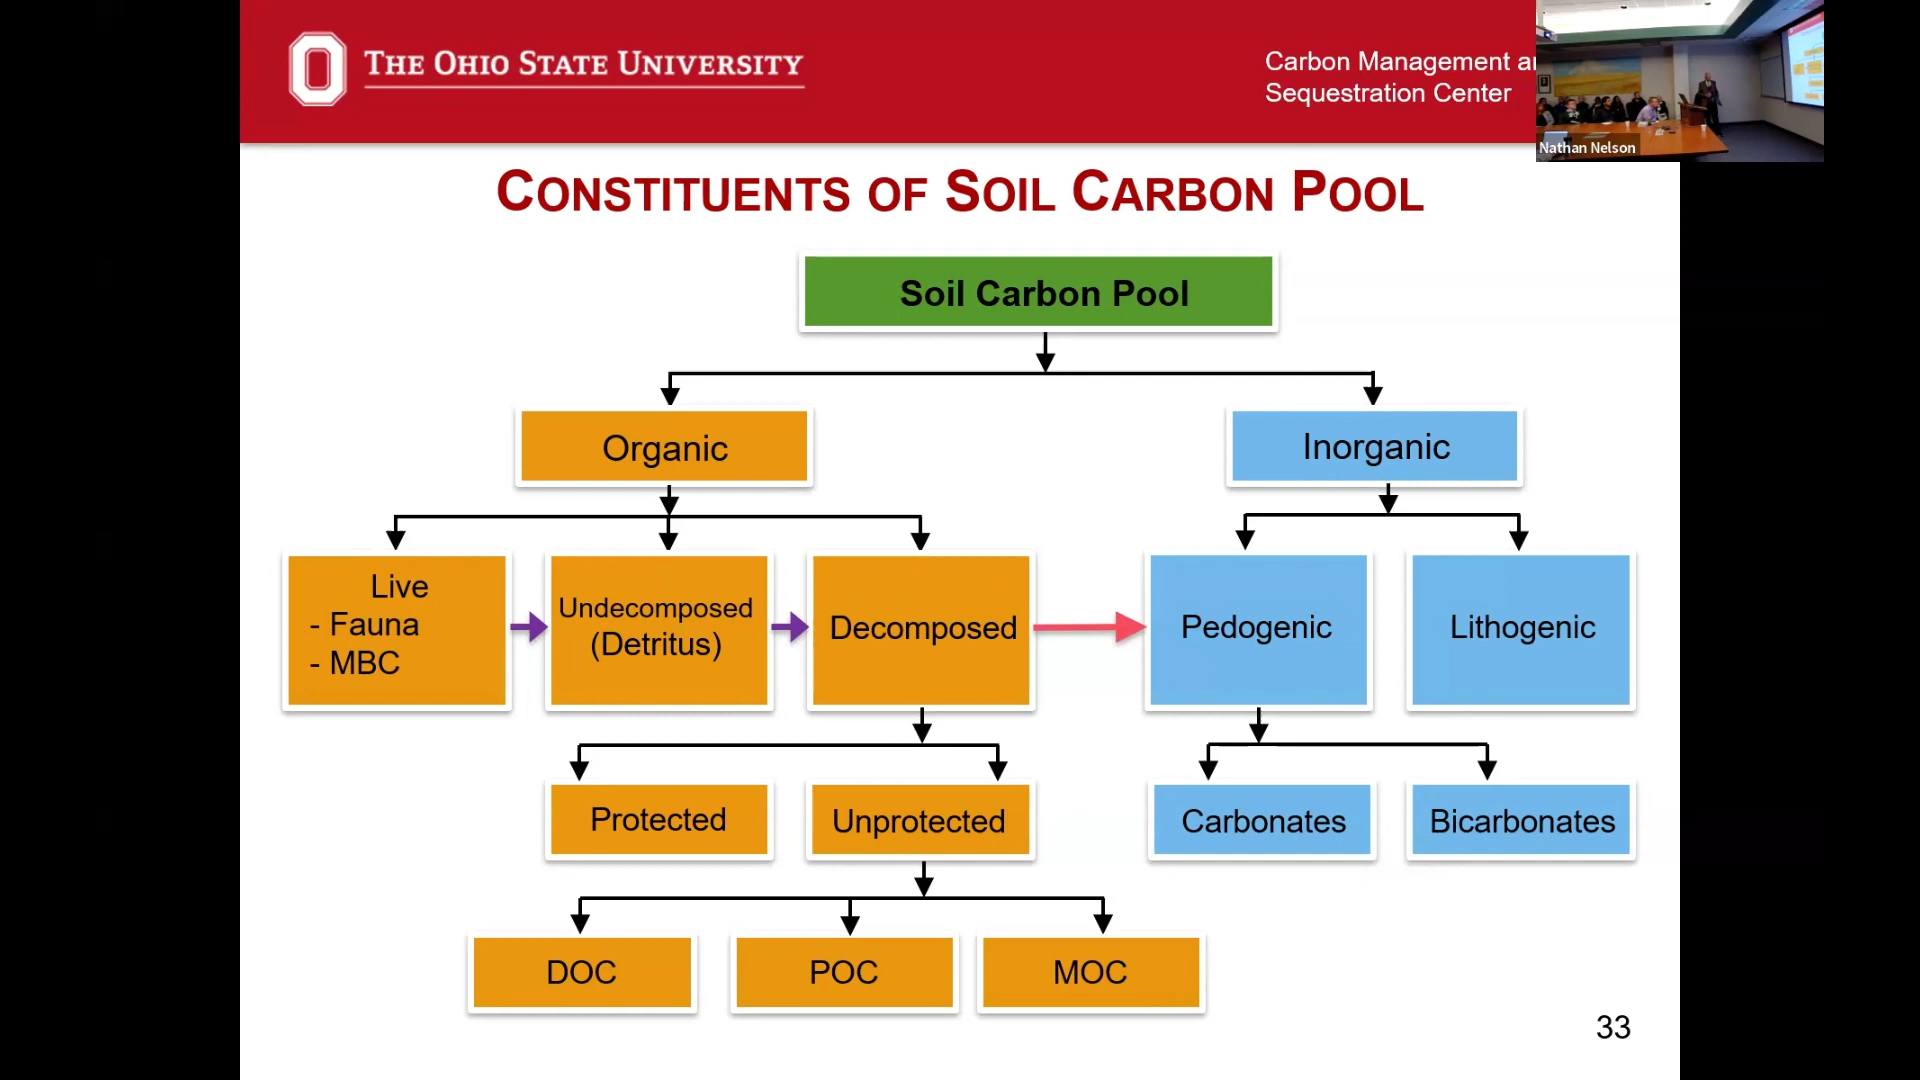 THE OHIO STATE UNIVERSITY
Carbon Management a
Sequestration Center
Nathan Nelson
CONSTITUENTS OF SOIL CARBON POOL
Soil Carbon Pool
Organic
Inorganic
Live
- Fauna
- MBC
Undecomposed
(Detritus)
Decomposed
Pedogenic
Lithogenic
Protected
Unprotected
Carbonates
Bicarbonates
DOC
POC
MOC
33